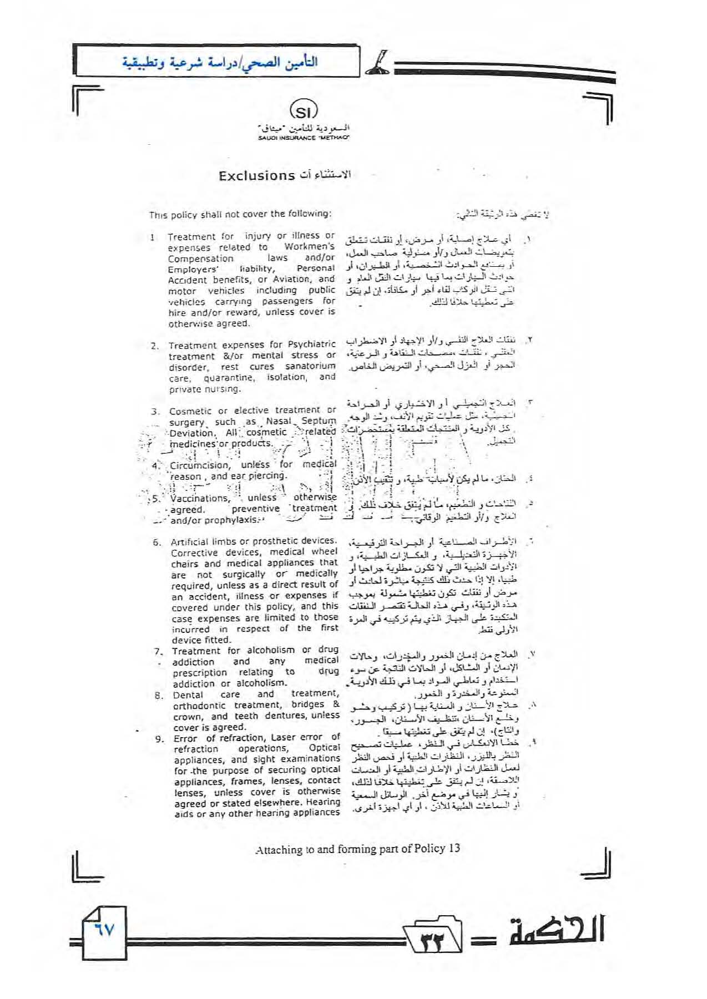 التأمين الصحي/دراسة شرعية وتطبيقية
SI
السعودية للتأمين "ميثاق"
SAUDI INSURANCE "METHAQ"
Exclusions الاستثناء ات
This policy shall not cover the following:
1 Treatment for injury or illness or
expenses related to Workmen's
Compensation laws and/or
Employers' liability, Personal
Accident benefits, or Aviation, and
motor vehicles including public
vehicles carrying passengers for
hire and/or reward, unless cover is
otherwise agreed.
2. Treatment expenses for Psychiatric
treatment &/or mental stress or
disorder, rest cures sanatorium
care, quarantine, isolation, and
private nursing.
3. Cosmetic or elective treatment or
surgery such as Nasal Septum
Deviation, All cosmetic related
medicines or products.
4. Circumcision, unless for medical
reason , and ear piercing.
5. Vaccinations, unless otherwise
agreed. preventive treatment
and/or prophylaxis.
6. Artificial limbs or prosthetic devices.
Corrective devices, medical wheel
chairs and medical appliances that
are not surgically or medically
required, unless as a direct result of
an accident, illness or expenses if
covered under this policy, and this
case expenses are limited to those
incurred in respect of the first
device fitted.
7. Treatment for alcoholism or drug
addiction and any medical
prescription relating to drug
addiction or alcoholism.
8. Dental care and treatment,
orthodontic treatment, bridges &
crown, and teeth dentures, unless
cover is agreed.
9. Error of refraction, Laser error of
refraction operations, Optical
appliances, and sight examinations
for the purpose of securing optical
appliances, frames, lenses, contact
lenses, unless cover is otherwise
agreed or stated elsewhere. Hearing
aids or any other hearing appliances
لا تغطي هذه الوثيقة التالي:
١. أي علاج إصابة، أو مرض، أو نفقات تتعلق
بتعويضات العمال و/أو مسئولية صاحب العمل،
أو بمنافع الحوادث الشخصية، أو الطيران، أو
حوادث السيارات بما فيها سيارات النقل العام و
التي تنقل الركاب لقاء أجر أو مكافأة، إن لم يتفق
على تغطيتها خلافا لذلك.
٢. نفقات العلاج النفسي و/أو الإجهاد أو الاضطراب
العقلي ، نفقات ،مصحات النقاهة و الرعنية،
الحجر أو العزل الصحي، أو التمريض الخاص.
٣. العلاج التجميلي أو الاختياري أو الجراحة
التجميلية، مثل عمليات تقويم الأنف، وشد الوجه.
كل الأدوية و المنتجات المتعلقة بمستحضرات
التجميل.
٤. الختان، ما لم يكن لأسباب طبية، و تثقيب الأذن.
٥. اللقاحات و التطعيم، ما لم يتفق خلاف ذلك. أو
العلاج و/أو التطعيم الوقائي.
٦. الأطراف الصناعية أو الجراحة الترقيعية،
الأجهزة التعديلية، و العكازات الطبية، و
الأدوات الطبية التي لا تكون مطلوبة جراحيا أو
طبيا، إلا إذا حدث ذلك كنتيجة مباشرة لحادث أو
مرض أو نفقات تكون تغطيتها مشمولة بموجب
هذه الوثيقة، وفي هذه الحالة تقتصر النفقات
المتكبدة على الجهاز الذي يتم تركيبه في المرة
الأولى فقط.
٧. العلاج من إدمان الخمور والمخدرات، وحالات
الإدمان أو المشاكل، أو الحالات الناتجة عن سوء
استخدام و تعاطي المواد بما في ذلك الأدوية
الممنوعة والمخدرة و الخمور.
٨. علاج الأسنان و العناية بها ( تركيب وحشو
وخلع الأسنان ،تنظيف الأسنان، الجسور،
والتاج)، إن لم يتفق على تغطيتها مسبقا.
٩. خطأ الانعكاس في النظر، عمليات تصحيح
النظر بالليزر، النظارات الطبية أو فحص النظر
لعمل النظارات أو الإطارات الطبية أو العدسات
اللاصقة، إن لم يتفق على تغطيتها خلافا لذلك،
و يشار إليها في موضع أخر. الوسائل السمعية
أو السماعات الطبية للأذن ، أو أي اجهزة أخرى.
Attaching to and forming part of Policy 13
٦٧
٣٢
الحكمة